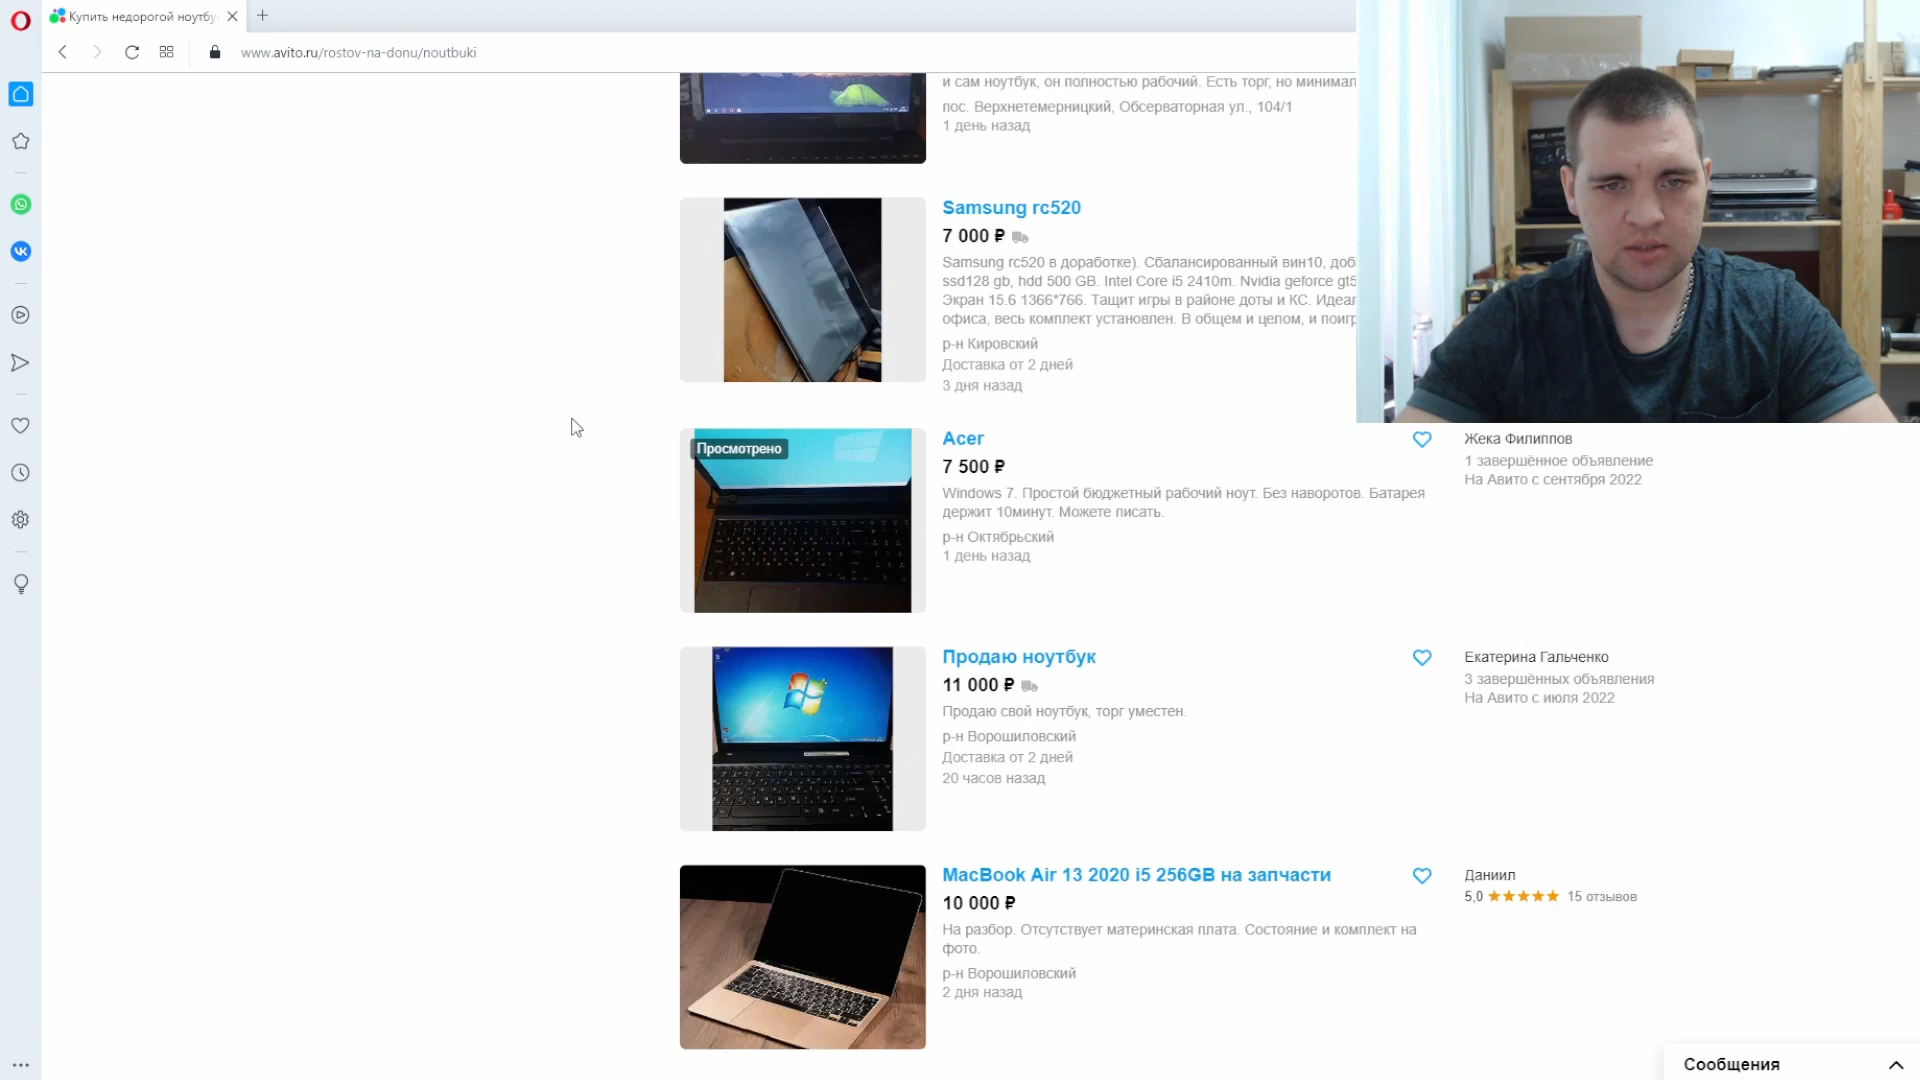 Купить недорогой ноутбу
www.avito.ru/rostov-na-donu/noutbuki
и сам ноутбук, он полностью рабочий. Есть торг, но минимал
пос. Верхнетемерницкий, Обсерваторная ул., 104/1
1 день назад
Samsung rc520
7 000 ₽
Samsung rc520 в доработке). Сбалансированный вин10, доб
ssd128 gb, hdd 500 GB. Intel Core i5 2410m. Nvidia geforce gt5
Экран 15.6 1366*766. Тащит игры в районе доты и КС. Идеал
офиса, весь комплект установлен. В общем и целом, и поигр
р-н Кировский
Доставка от 2 дней
3 дня назад
Просмотрено
Acer
7 500 ₽
Windows 7. Простой бюджетный рабочий ноут. Без наворотов. Батарея
держит 10минут. Можете писать.
р-н Октябрьский
1 день назад
Жека Филиппов
1 завершённое объявление
На Авито с сентября 2022
Продаю ноутбук
11 000 ₽
Продаю свой ноутбук, торг уместен.
р-н Ворошиловский
Доставка от 2 дней
20 часов назад
Екатерина Гальченко
3 завершённых объявления
На Авито с июля 2022
MacBook Air 13 2020 i5 256GB на запчасти
10 000 ₽
На разбор. Отсутствует материнская плата. Состояние и комплект на
фото.
р-н Ворошиловский
2 дня назад
Даниил
5,0 ★★★★★ 15 отзывов
Сообщения